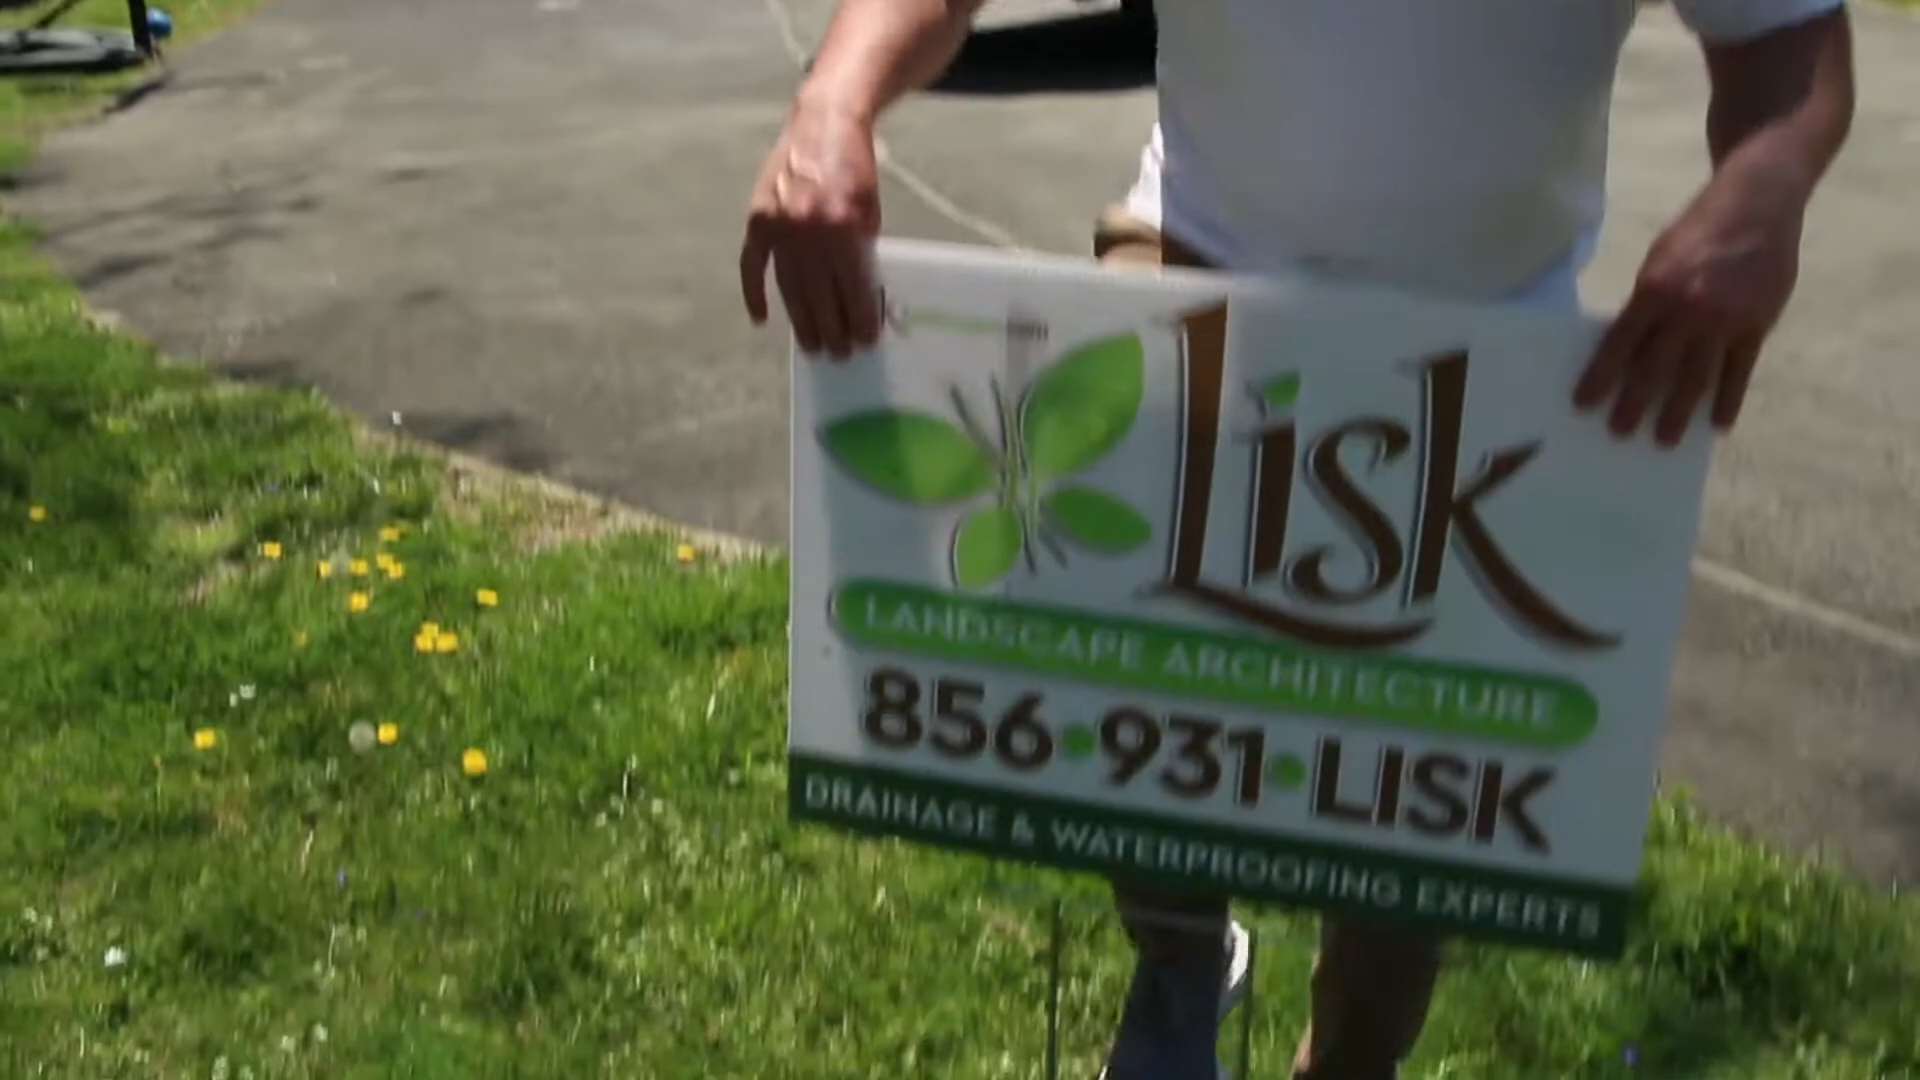 Lisk
LANDSCAPE ARCHITECTURE
856•931•LISK
DRAINAGE & WATERPROOFING EXPERTS